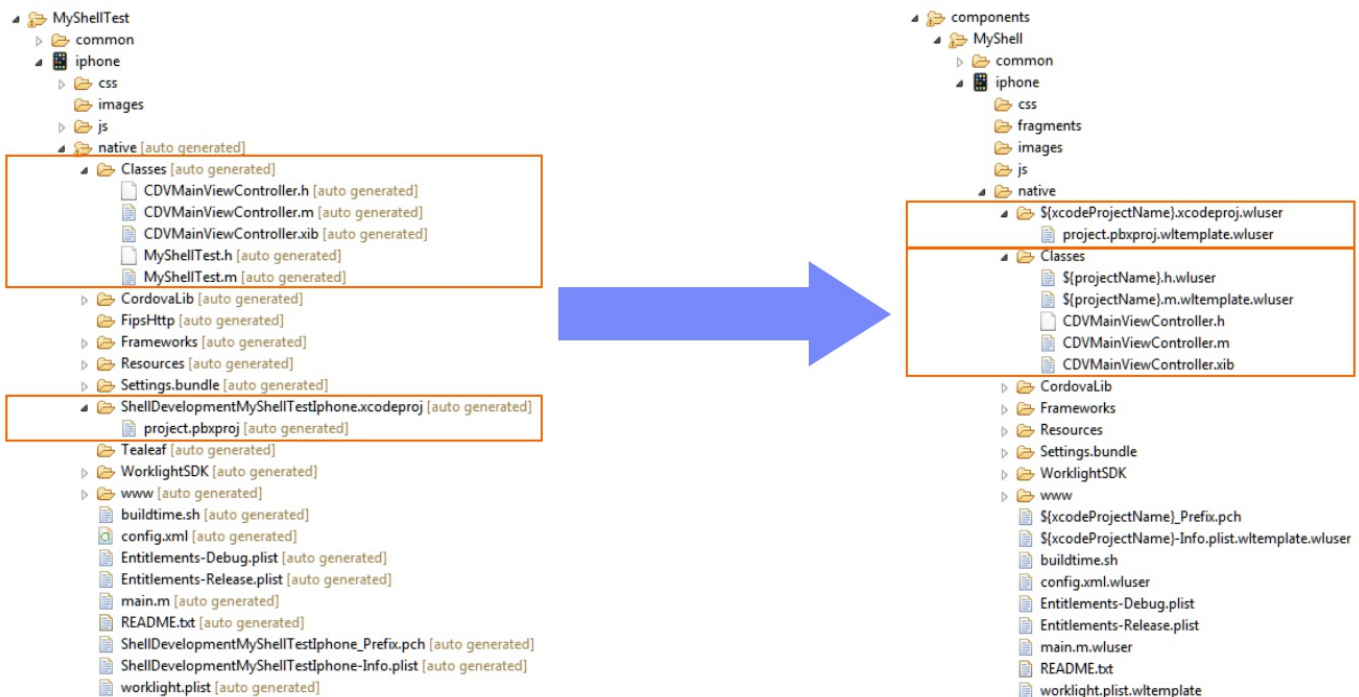 MyShellTest
common
iphone
css
images
js
native [auto generated]
Classes [auto generated]
CDVMainViewController.h [auto generated]
CDVMainViewController.m [auto generated]
CDVMainViewController.xib [auto generated]
MyShellTest.h [auto generated]
MyShellTest.m [auto generated]
CordovaLib [auto generated]
FipsHttp [auto generated]
Frameworks [auto generated]
Resources [auto generated]
Settings.bundle [auto generated]
ShellDevelopmentMyShellTestIphone.xcodeproj [auto generated]
project.pbxproj [auto generated]
Tealeaf [auto generated]
WorklightSDK [auto generated]
www [auto generated]
buildtime.sh [auto generated]
config.xml [auto generated]
Entitlements-Debug.plist [auto generated]
Entitlements-Release.plist [auto generated]
main.m [auto generated]
README.txt [auto generated]
ShellDevelopmentMyShellTestIphone_Prefix.pch [auto generated]
ShellDevelopmentMyShellTestIphone-Info.plist [auto generated]
worklight.plist [auto generated]
components
MyShell
common
iphone
css
fragments
images
js
native
${xcodeProjectName}.xcodeproj.wluser
project.pbxproj.wltemplate.wluser
Classes
${projectName}.h.wluser
${projectName}.m.wltemplate.wluser
CDVMainViewController.h
CDVMainViewController.m
CDVMainViewController.xib
CordovaLib
Frameworks
Resources
Settings.bundle
WorklightSDK
www
${xcodeProjectName}_Prefix.pch
${xcodeProjectName}-Info.plist.wltemplate.wluser
buildtime.sh
config.xml.wluser
Entitlements-Debug.plist
Entitlements-Release.plist
main.m.wluser
README.txt
worklight.plist.wltemplate